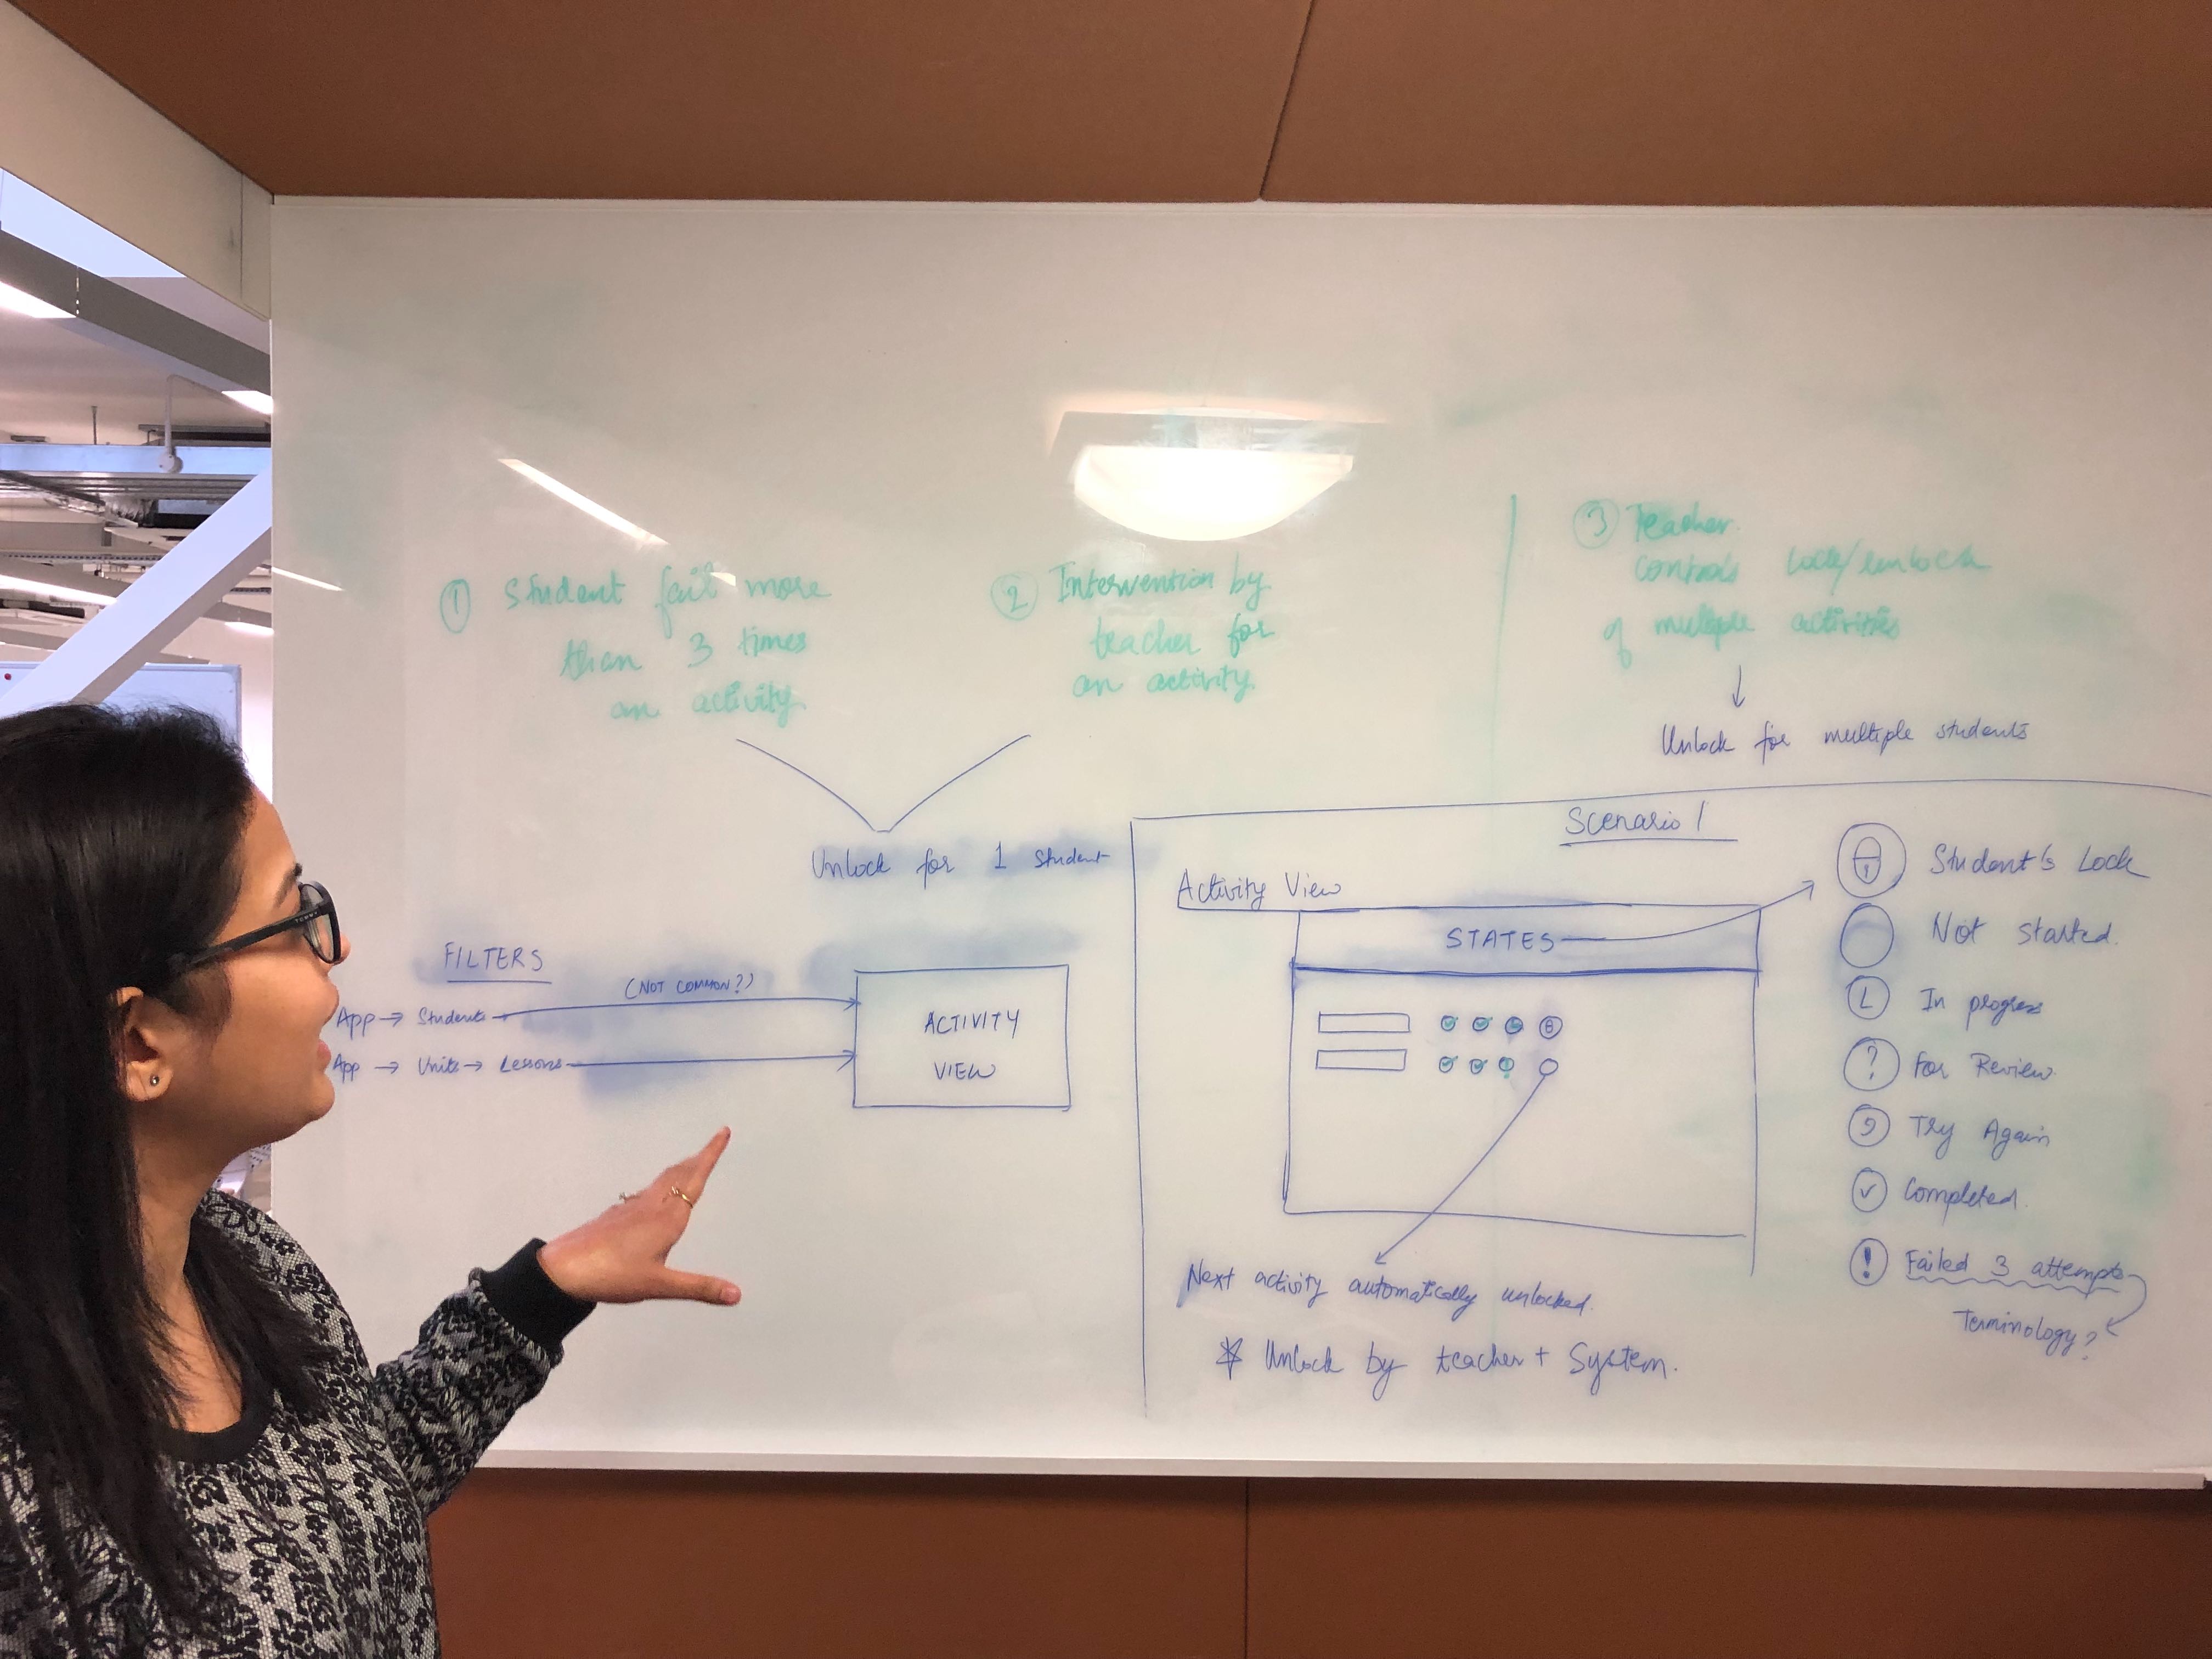 ① Student fail more
than 3 times
an activity
② Intervention by
teacher for
an activity.
③ Teacher
controls lock/unlock
of multiple activities
Unlock for multiple students
Unlock for 1 student
FILTERS
(NOT COMMON?)
App → Students
App → Units → Lessons
ACTIVITY
VIEW
Scenario 1
Activity View
STATES
Student's Lock
Not started.
In progress
? For Review
Try Again
Completed.
! Failed 3 attempts
Terminology?
Next activity automatically unlocked.
* Unlock by teacher + System.